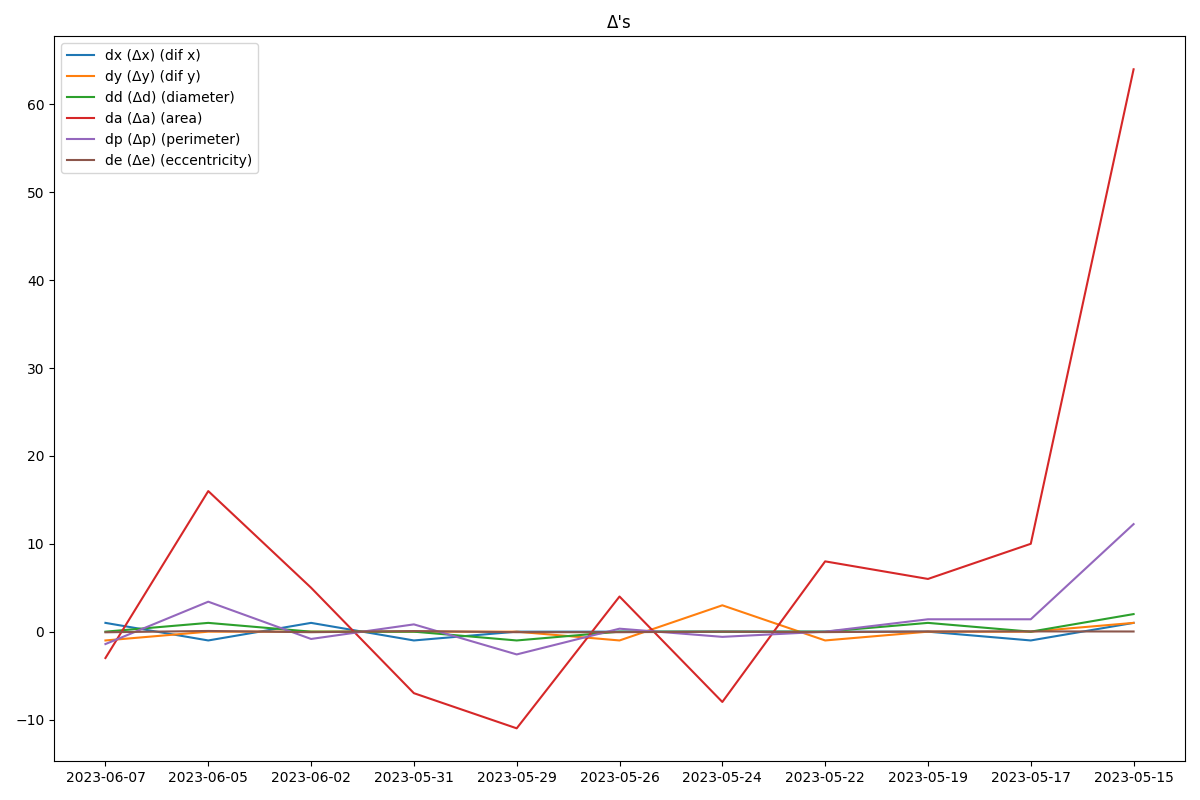 Δ's
dx (Δx) (dif x)
dy (Δy) (dif y)
dd (Δd) (diameter)
da (Δa) (area)
dp (Δp) (perimeter)
de (Δe) (eccentricity)
60
50
40
30
20
10
0
−10
2023-06-07 2023-06-05 2023-06-02 2023-05-31 2023-05-29 2023-05-26 2023-05-24 2023-05-22 2023-05-19 2023-05-17 2023-05-15